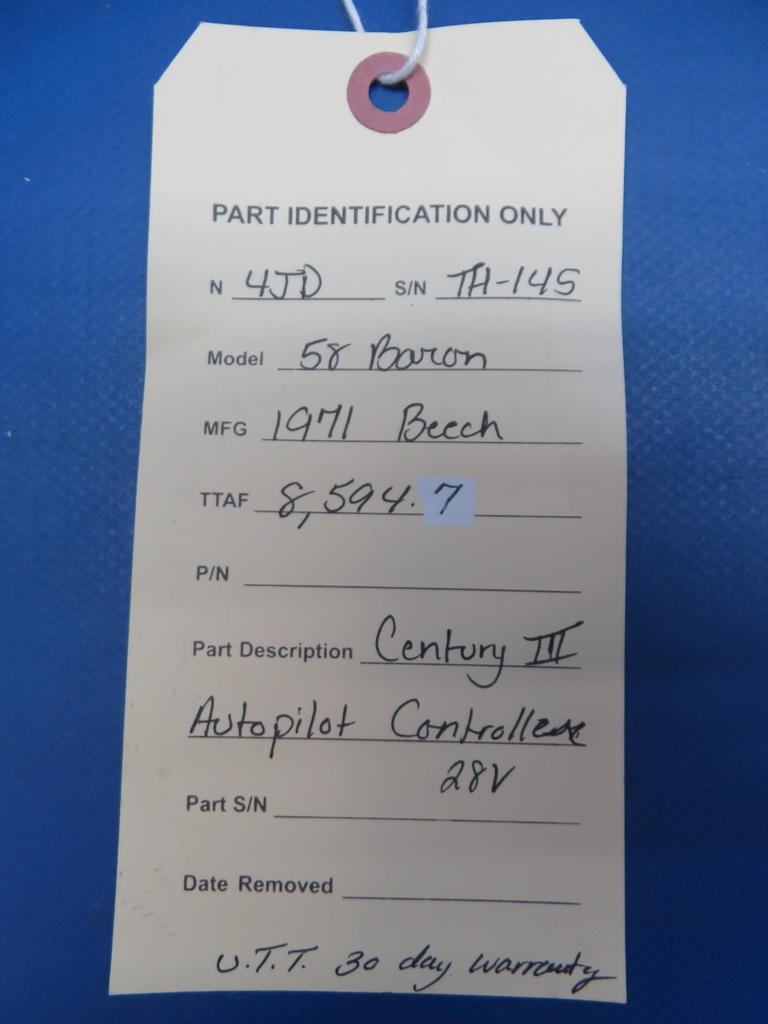 PART IDENTIFICATION ONLY
N 4JD S/N TH-145
Model 58 Baron
MFG 1971 Beech
TTAF 8,594.7
P/N
Part Description Century III
Autopilot Controller
28V
Part S/N
Date Removed
U.T.T. 30 day warranty